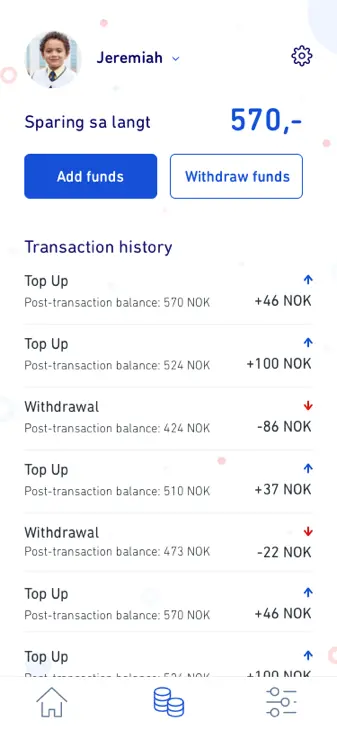 Jeremiah
Sparing sa langt 570,-
Add funds Withdraw funds
Transaction history
Top Up
Post-transaction balance: 570 NOK +46 NOK
Top Up
Post-transaction balance: 524 NOK +100 NOK
Withdrawal
Post-transaction balance: 424 NOK -86 NOK
Top Up
Post-transaction balance: 510 NOK +37 NOK
Withdrawal
Post-transaction balance: 473 NOK -22 NOK
Top Up
Post-transaction balance: 570 NOK +46 NOK
Top Up
Post-transaction balance: 524 NOK +100 NOK